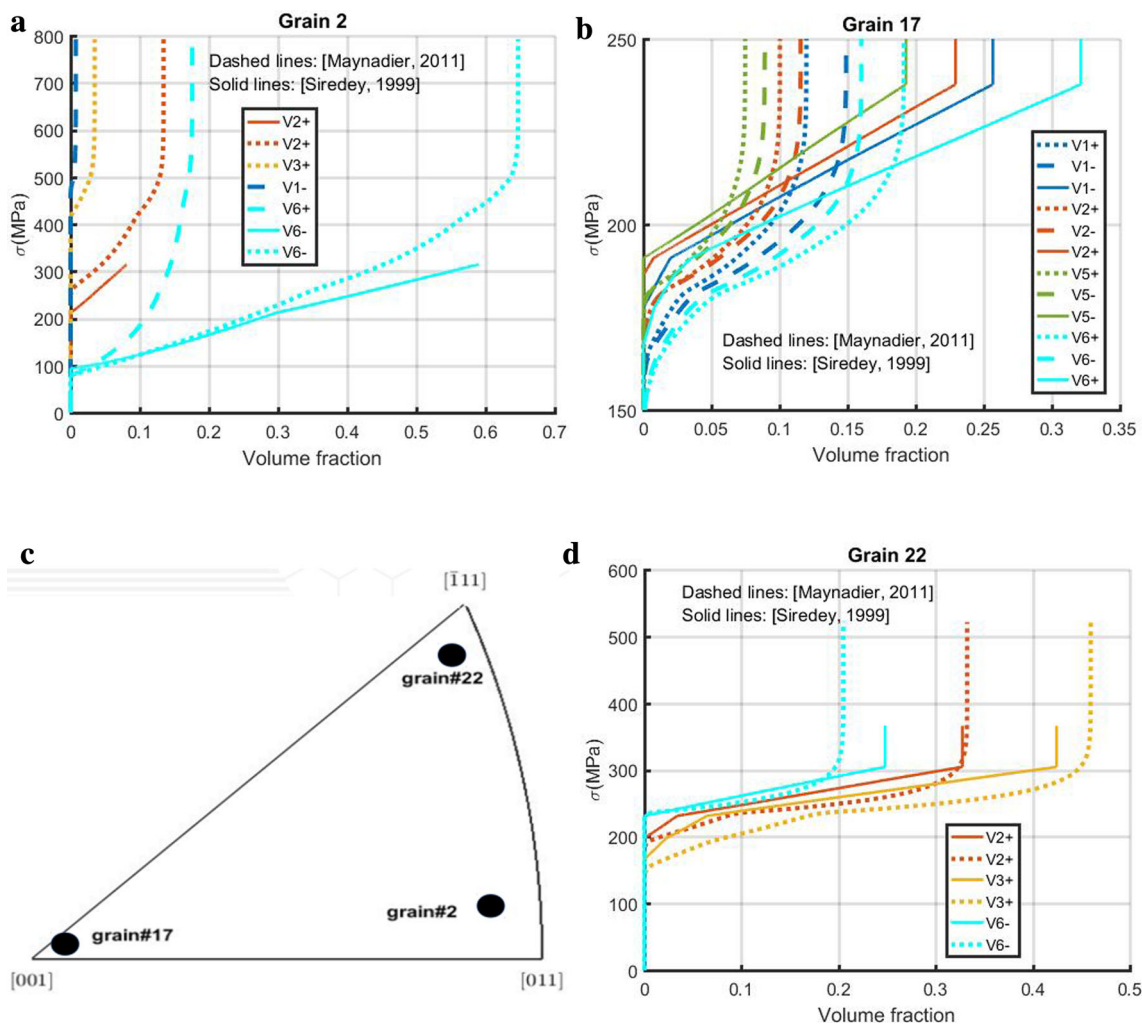 a
Grain 2
Dashed lines: [Maynadier, 2011]
Solid lines: [Siredey, 1999]
V2+
V2+
V3+
V1-
V6+
V6-
V6-
800
700
600
500
400
300
200
100
0
σ(MPa)
0 0.1 0.2 0.3 0.4 0.5 0.6 0.7
Volume fraction
b
Grain 17
250
200
150
σ(MPa)
V1+
V1-
V1-
V2+
V2-
V2+
V5+
V5-
V5-
V6+
V6-
V6+
Dashed lines: [Maynadier, 2011]
Solid lines: [Siredey, 1999]
0 0.05 0.1 0.15 0.2 0.25 0.3 0.35
Volume fraction
c
[1̄11]
grain#22
grain#2
grain#17
[001]
[011]
d
Grain 22
Dashed lines: [Maynadier, 2011]
Solid lines: [Siredey, 1999]
600
500
400
300
200
100
0
σ(MPa)
V2+
V2+
V3+
V3+
V6-
V6-
0 0.1 0.2 0.3 0.4 0.5
Volume fraction